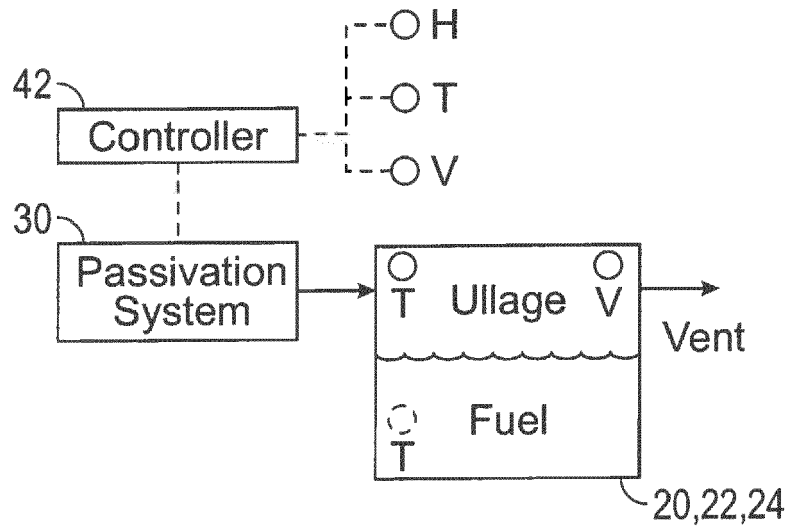 H
42
T
Controller
V
30
Passivation
System
T Ullage V
Vent
Fuel
T
20,22,24